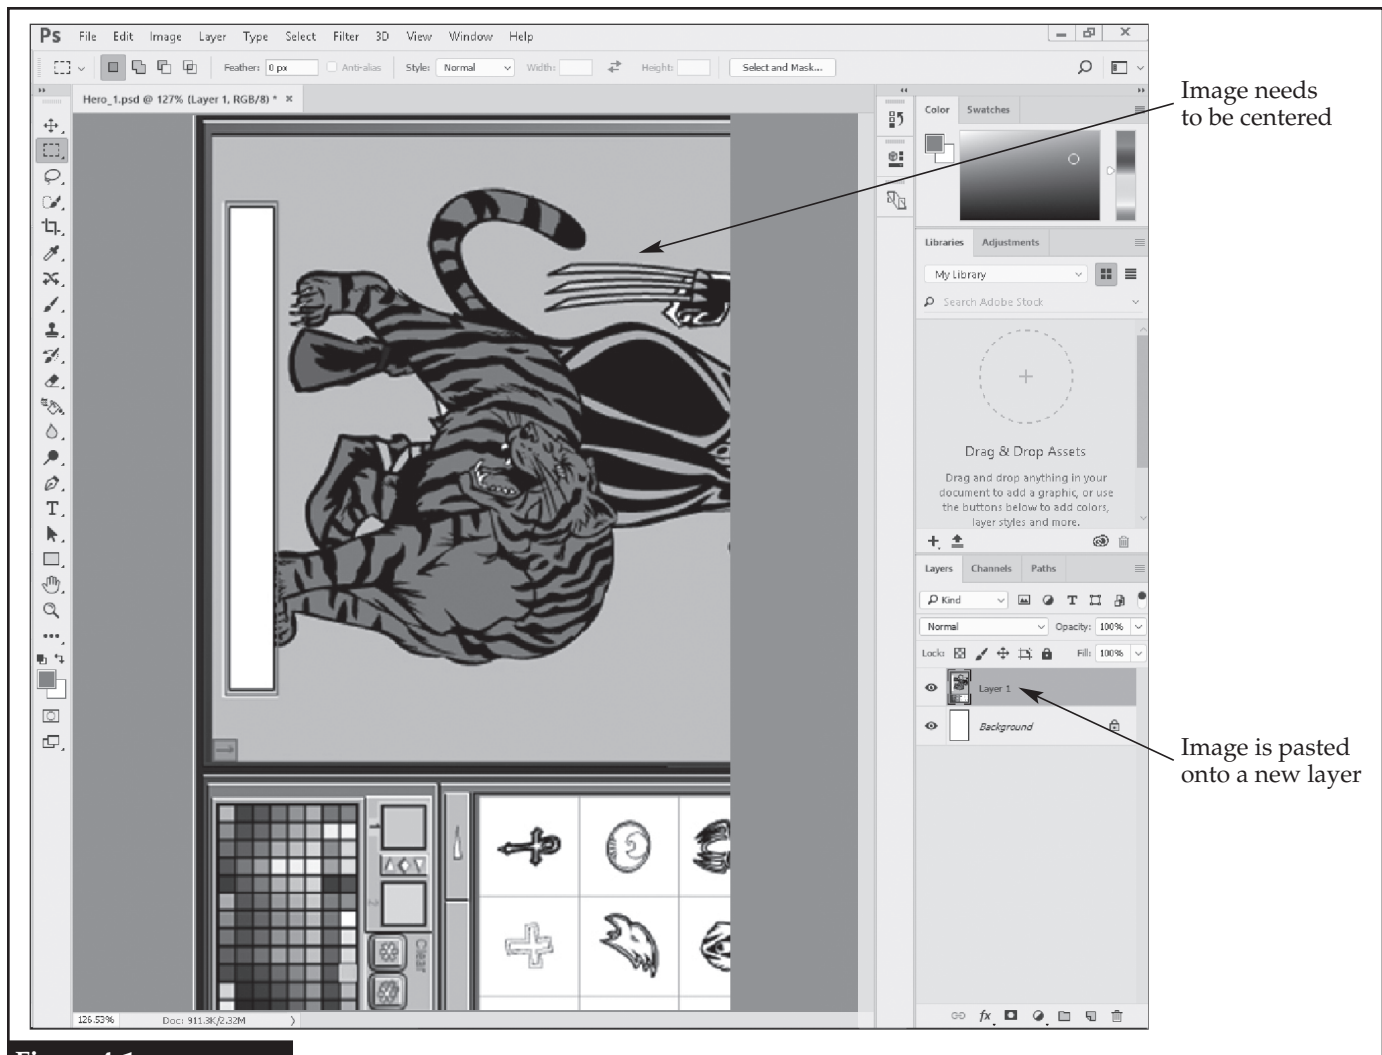 Ps File Edit Image Layer Type Select Filter 3D View Window Help
Feather: 0 px Anti-alias Style: Normal Width: Height: Select and Mask...
Hero_1.psd @ 127% (Layer 1, RGB/8) * ×
Color Swatches
Image needs
to be centered
Libraries Adjustments
My Library
Search Adobe Stock
Drag & Drop Assets
Drag and drop anything in your
document to add a graphic, or use
the buttons below to add colors,
layer styles and more.
Layers Channels Paths
Kind
Normal Opacity: 100%
Lock: Fill: 100%
Layer 1
Background
Image is pasted
onto a new layer
Clear
fx
126.53% Doc: 911.3K/2.32M